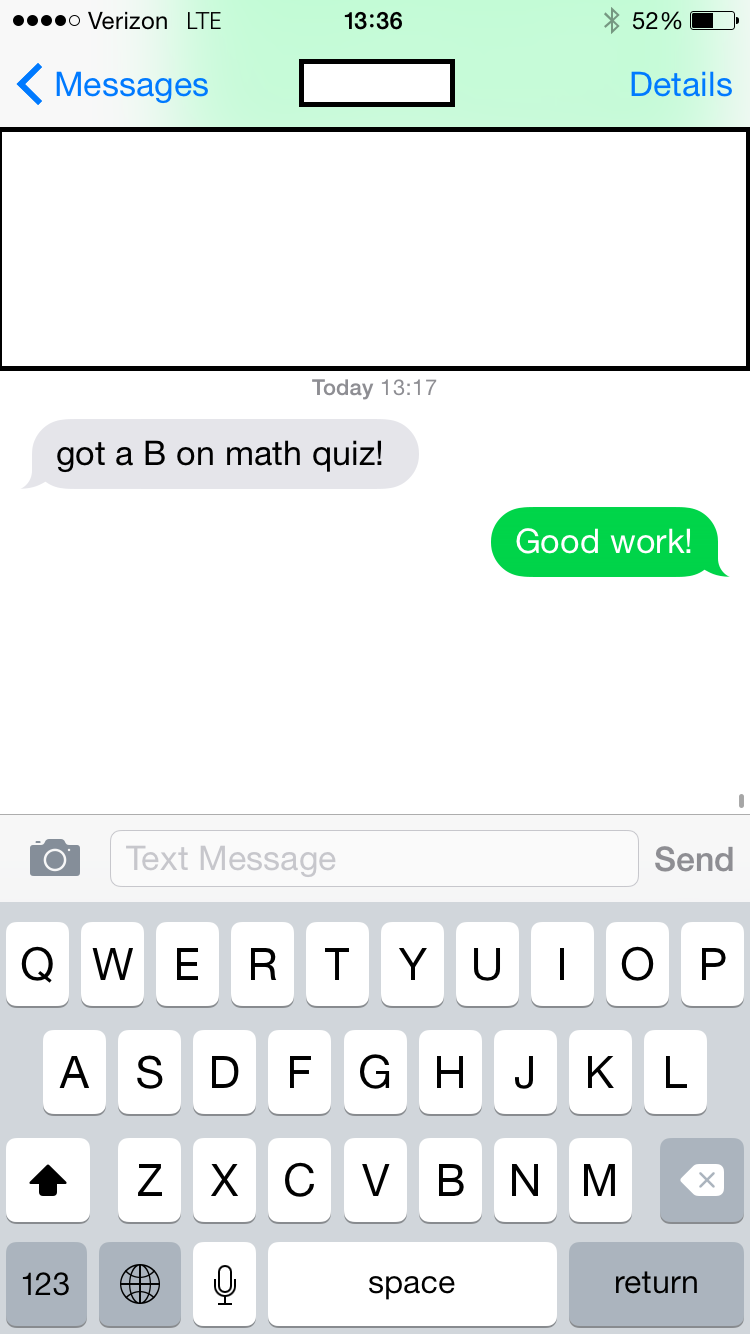 Verizon LTE 13:36 52%
Messages Details
Today 13:17
got a B on math quiz!
Good work!
Text Message Send
Q W E R T Y U I O P
A S D F G H J K L
Z X C V B N M
123 space return